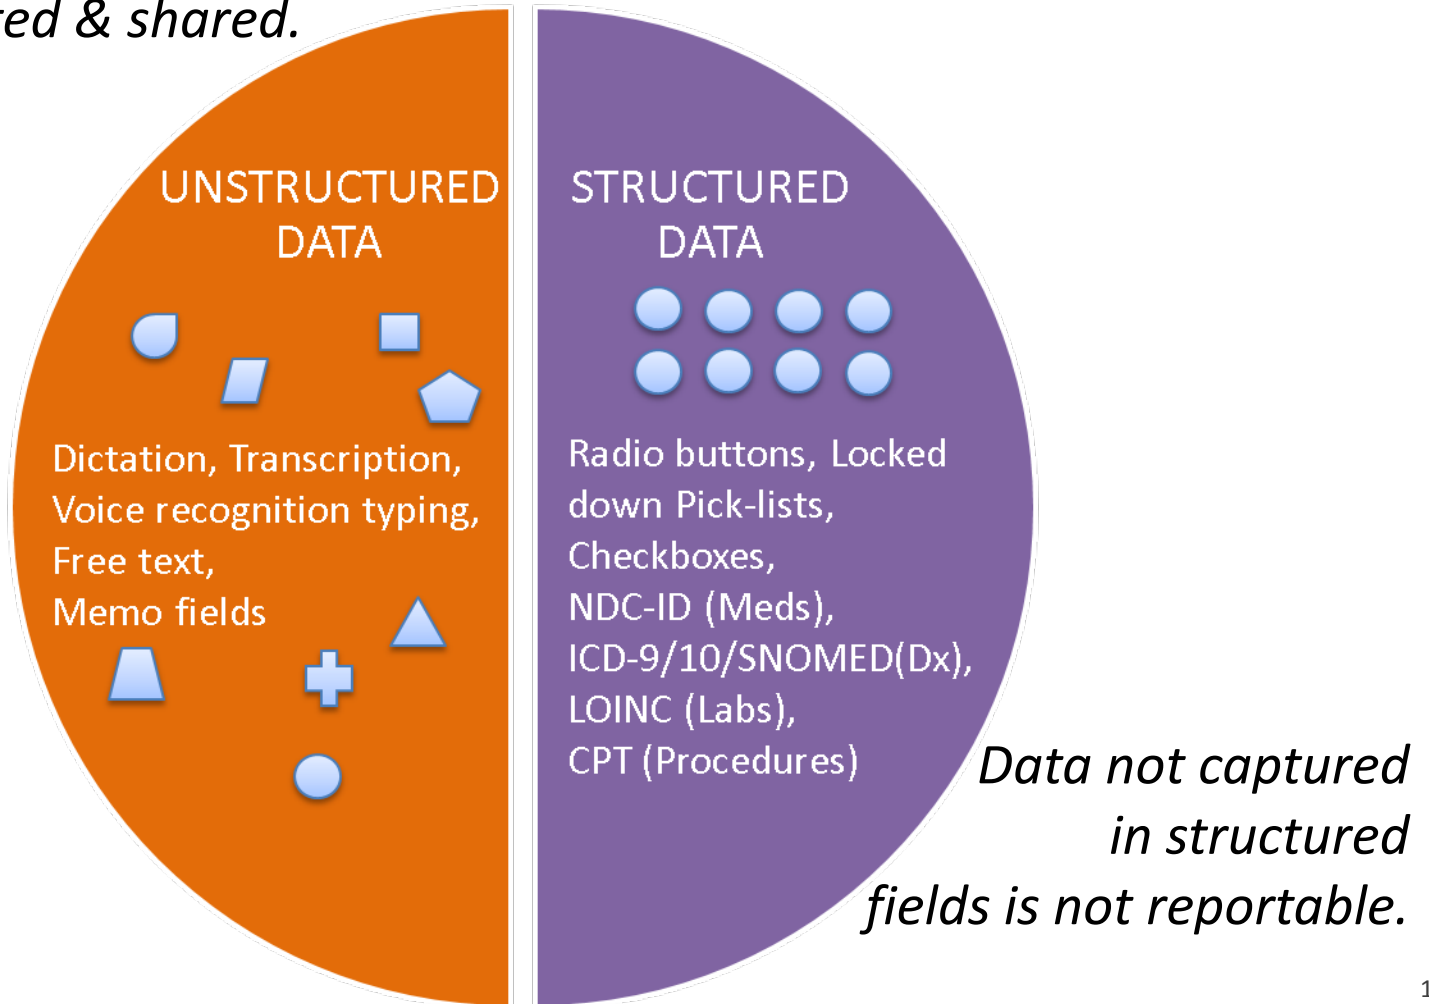 ted & shared.
UNSTRUCTURED
DATA
Dictation, Transcription,
Voice recognition typing,
Free text,
Memo fields
STRUCTURED
DATA
Radio buttons, Locked
down Pick-lists,
Checkboxes,
NDC-ID (Meds),
ICD-9/10/SNOMED(Dx),
LOINC (Labs),
CPT (Procedures)
Data not captured
in structured
fields is not reportable.
1